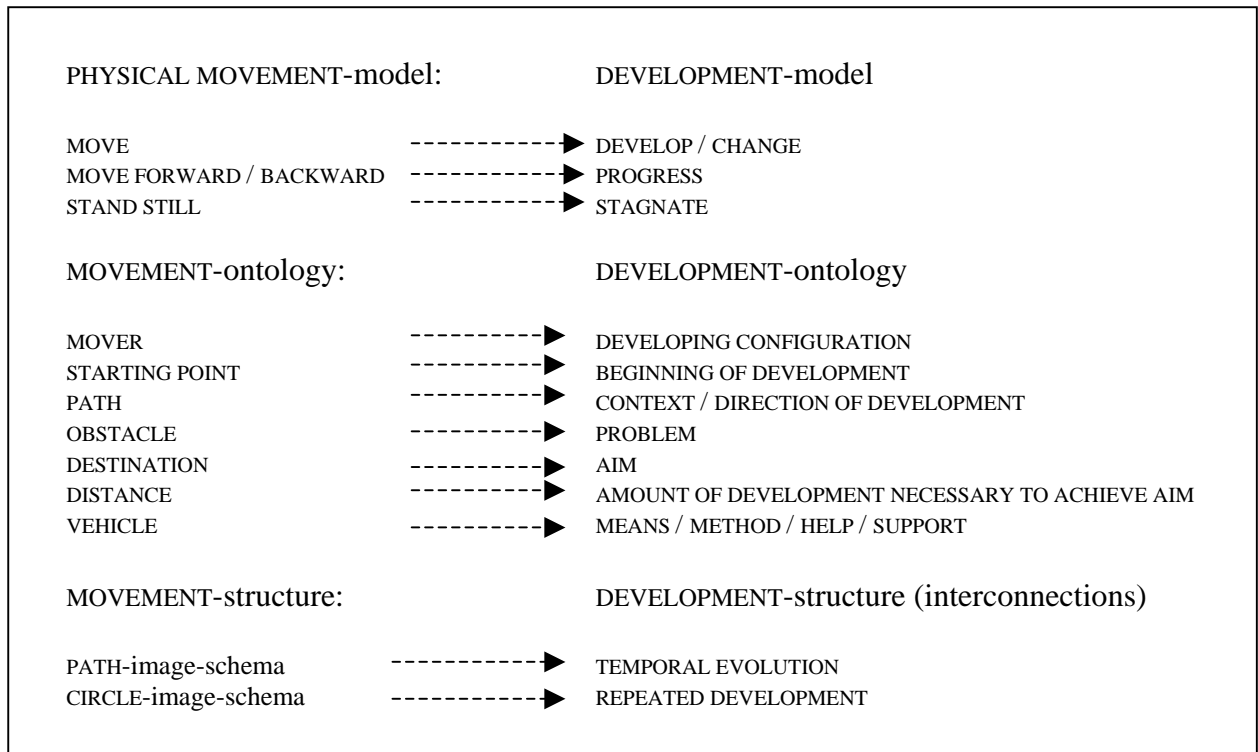 PHYSICAL MOVEMENT-model: DEVELOPMENT-model
MOVE DEVELOP / CHANGE
MOVE FORWARD / BACKWARD PROGRESS
STAND STILL STAGNATE
MOVEMENT-ontology: DEVELOPMENT-ontology
MOVER DEVELOPING CONFIGURATION
STARTING POINT BEGINNING OF DEVELOPMENT
PATH CONTEXT / DIRECTION OF DEVELOPMENT
OBSTACLE PROBLEM
DESTINATION AIM
DISTANCE AMOUNT OF DEVELOPMENT NECESSARY TO ACHIEVE AIM
VEHICLE MEANS / METHOD / HELP / SUPPORT
MOVEMENT-structure: DEVELOPMENT-structure (interconnections)
PATH-image-schema TEMPORAL EVOLUTION
CIRCLE-image-schema REPEATED DEVELOPMENT